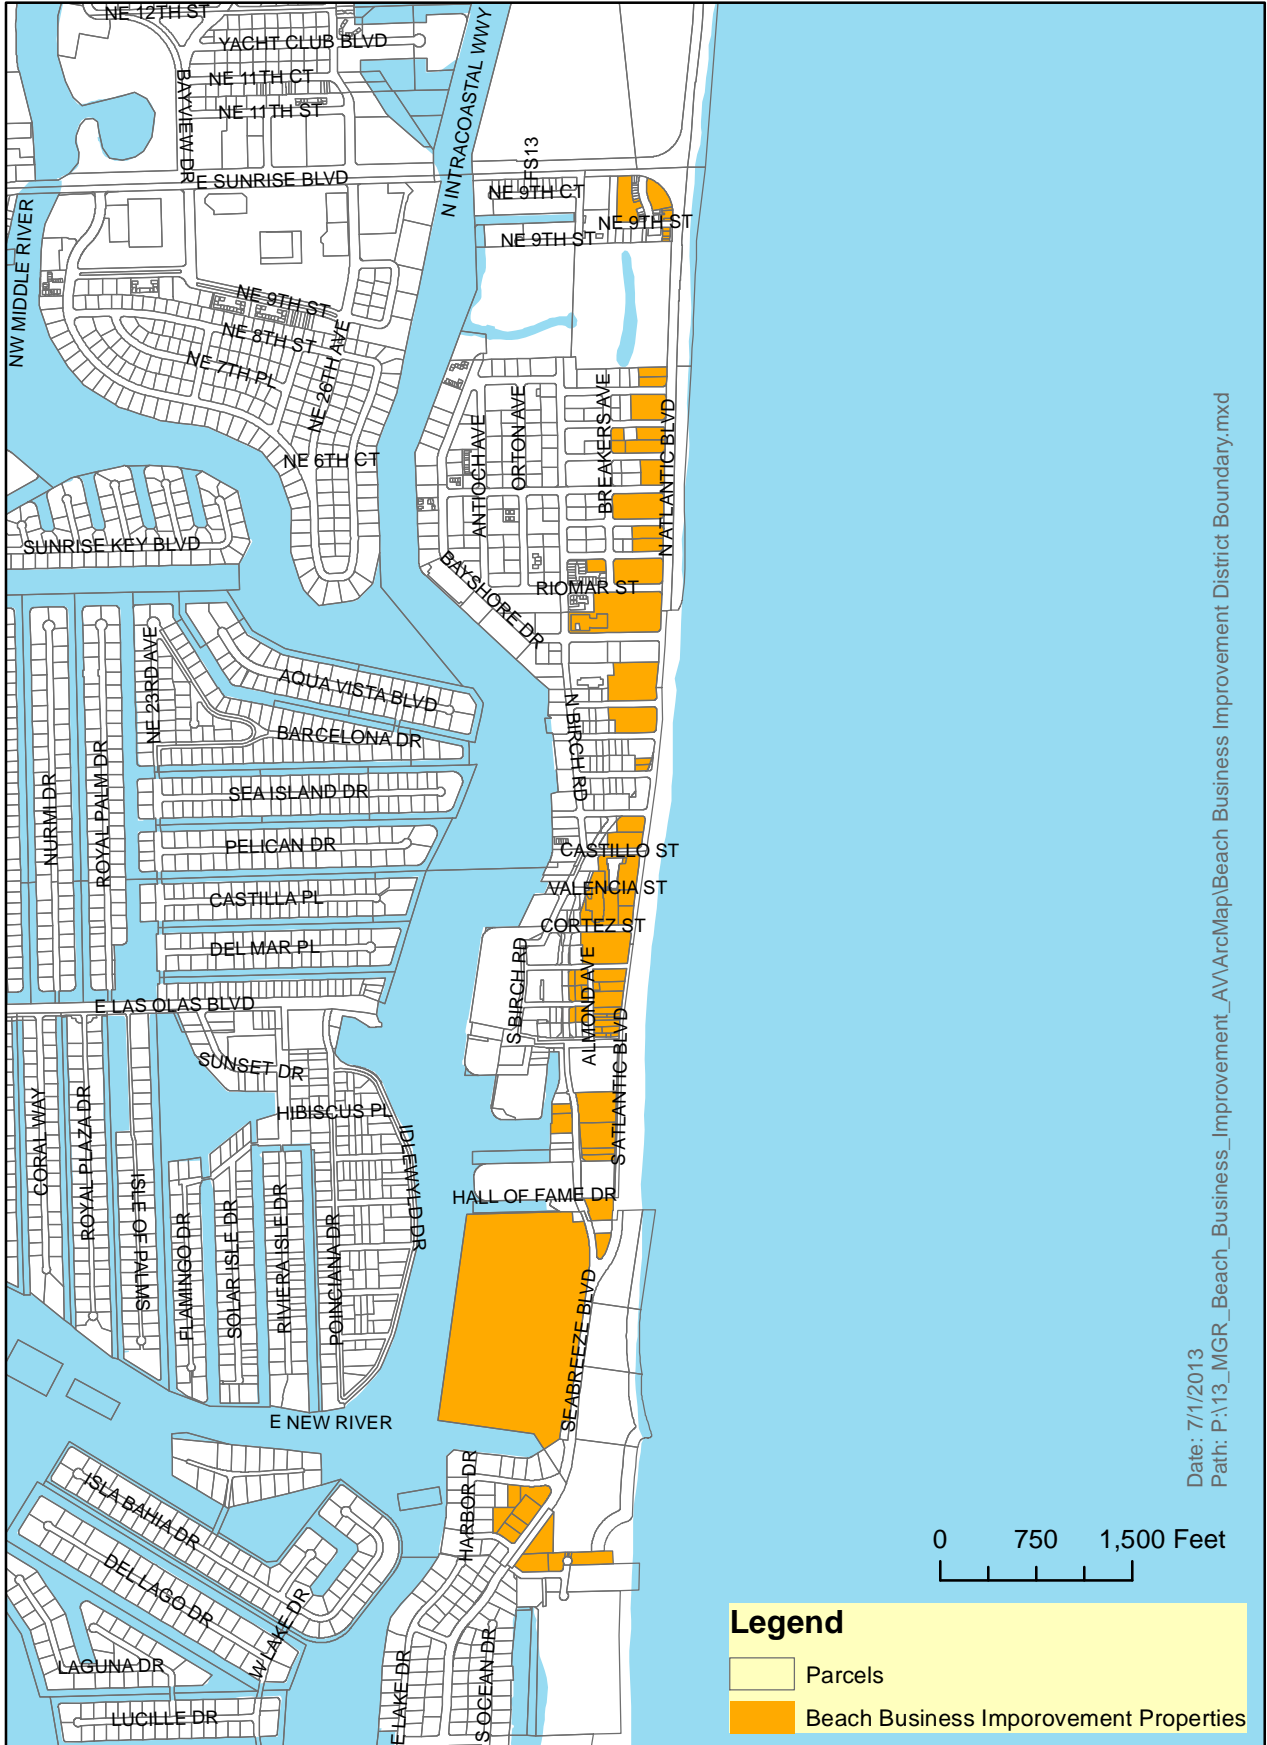 NE 12TH ST
YACHT CLUB BLVD
NE 11TH CT
NE 11TH ST
BAYVIEW DR
N INTRACOASTAL WWY
E SUNRISE BLVD
FS13
NE 9TH CT
NE 9TH ST
NE 9TH ST
NW MIDDLE RIVER
NE 9TH ST
NE 8TH ST
NE 7TH PL
NE 26TH AVE
NE 6TH CT
ANTIOCH AVE
ORTON AVE
BREAKERS AVE
N ATLANTIC BLVD
SUNRISE KEY BLVD
BAYSHORE DR
RIOMAR ST
NE 23RD AVE
AQUA VISTA BLVD
BARCELONA DR
N BIRCH RD
NURMI DR
ROYAL PALM DR
SEA ISLAND DR
PELICAN DR
CASTILLO ST
VALENCIA ST
CASTILLA PL
CORTEZ ST
DEL MAR PL
S BIRCH RD
ALMOND AVE
E LAS OLAS BLVD
SUNSET DR
S ATLANTIC BLVD
HIBISCUS PL
IDLEWYLD DR
CORAL WAY
ROYAL PLAZA DR
ISLE OF PALMS
FLAMINGO DR
SOLAR ISLE DR
RIVIERA ISLE DR
POINCIANA DR
HALL OF FAME DR
SEABREEZE BLVD
E NEW RIVER
HARBOR DR
ISLA BAHIA DR
DEL LAGO DR
W LAKE DR
LAGUNA DR
LUCILLE DR
E LAKE DR
S OCEAN DR
Date: 7/1/2013
Path: P:\13_MGR_Beach_Business_Improvement_AV\ArcMap\Beach Business Improvement District Boundary.mxd
0 750 1,500 Feet
Legend
Parcels
Beach Business Imporovement Properties